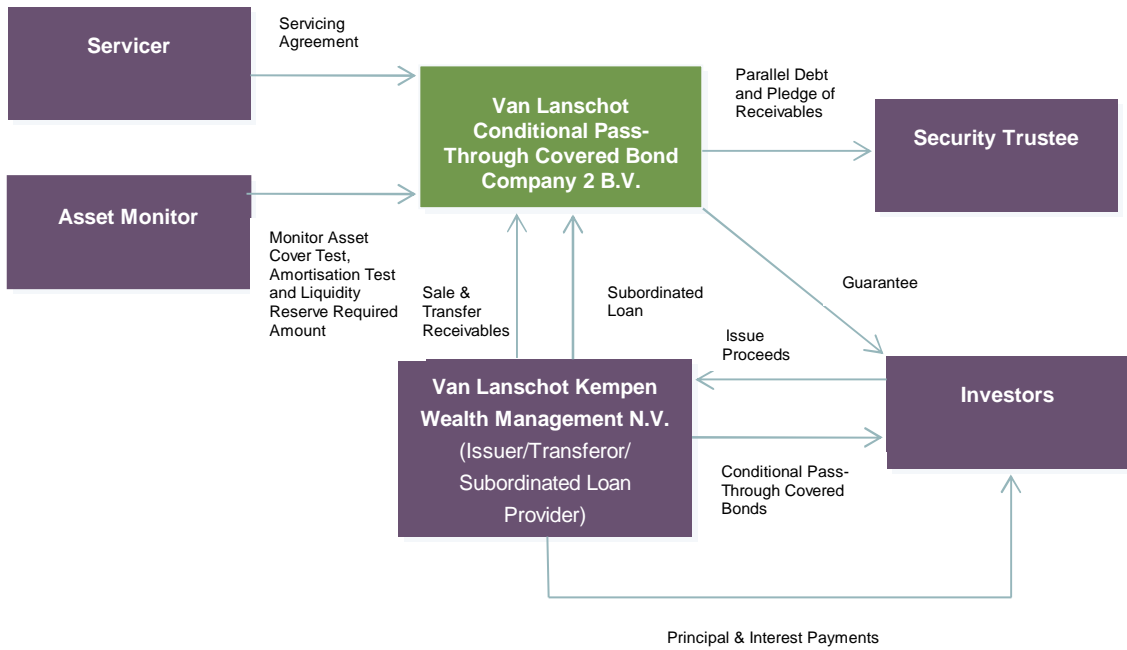 Servicer
Servicing
Agreement
Van Lanschot
Conditional Pass-
Through Covered Bond
Company 2 B.V.
Parallel Debt
and Pledge of
Receivables
Security Trustee
Asset Monitor
Monitor Asset
Cover Test,
Amortisation Test
and Liquidity
Reserve Required
Amount
Sale &
Transfer
Receivables
Subordinated
Loan
Guarantee
Issue
Proceeds
Van Lanschot Kempen
Wealth Management N.V.
(Issuer/Transferor/
Subordinated Loan
Provider)
Investors
Conditional Pass-
Through Covered
Bonds
Principal & Interest Payments